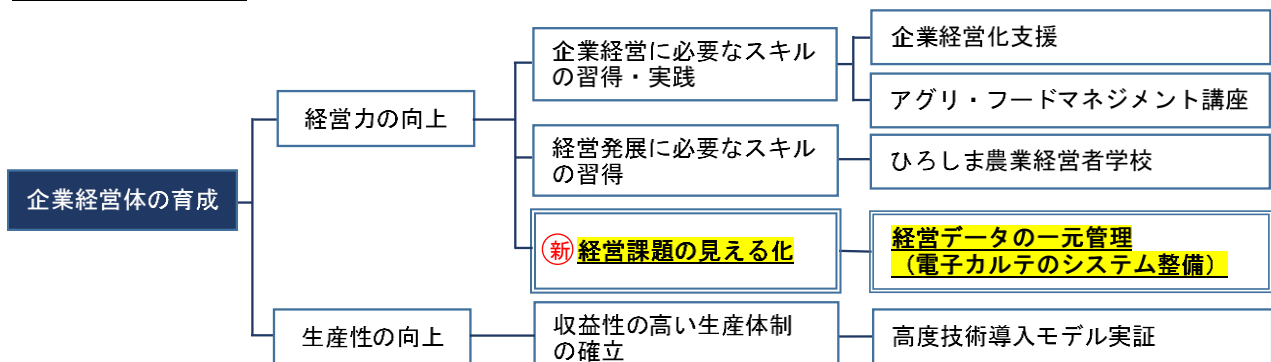 企業経営体の育成
経営力の向上
企業経営に必要なスキル
の習得・実践
企業経営化支援
アグリ・フードマネジメント講座
経営発展に必要なスキル
の習得
ひろしま農業経営者学校
新 経営課題の見える化
経営データの一元管理
（電子カルテのシステム整備）
生産性の向上
収益性の高い生産体制
の確立
高度技術導入モデル実証